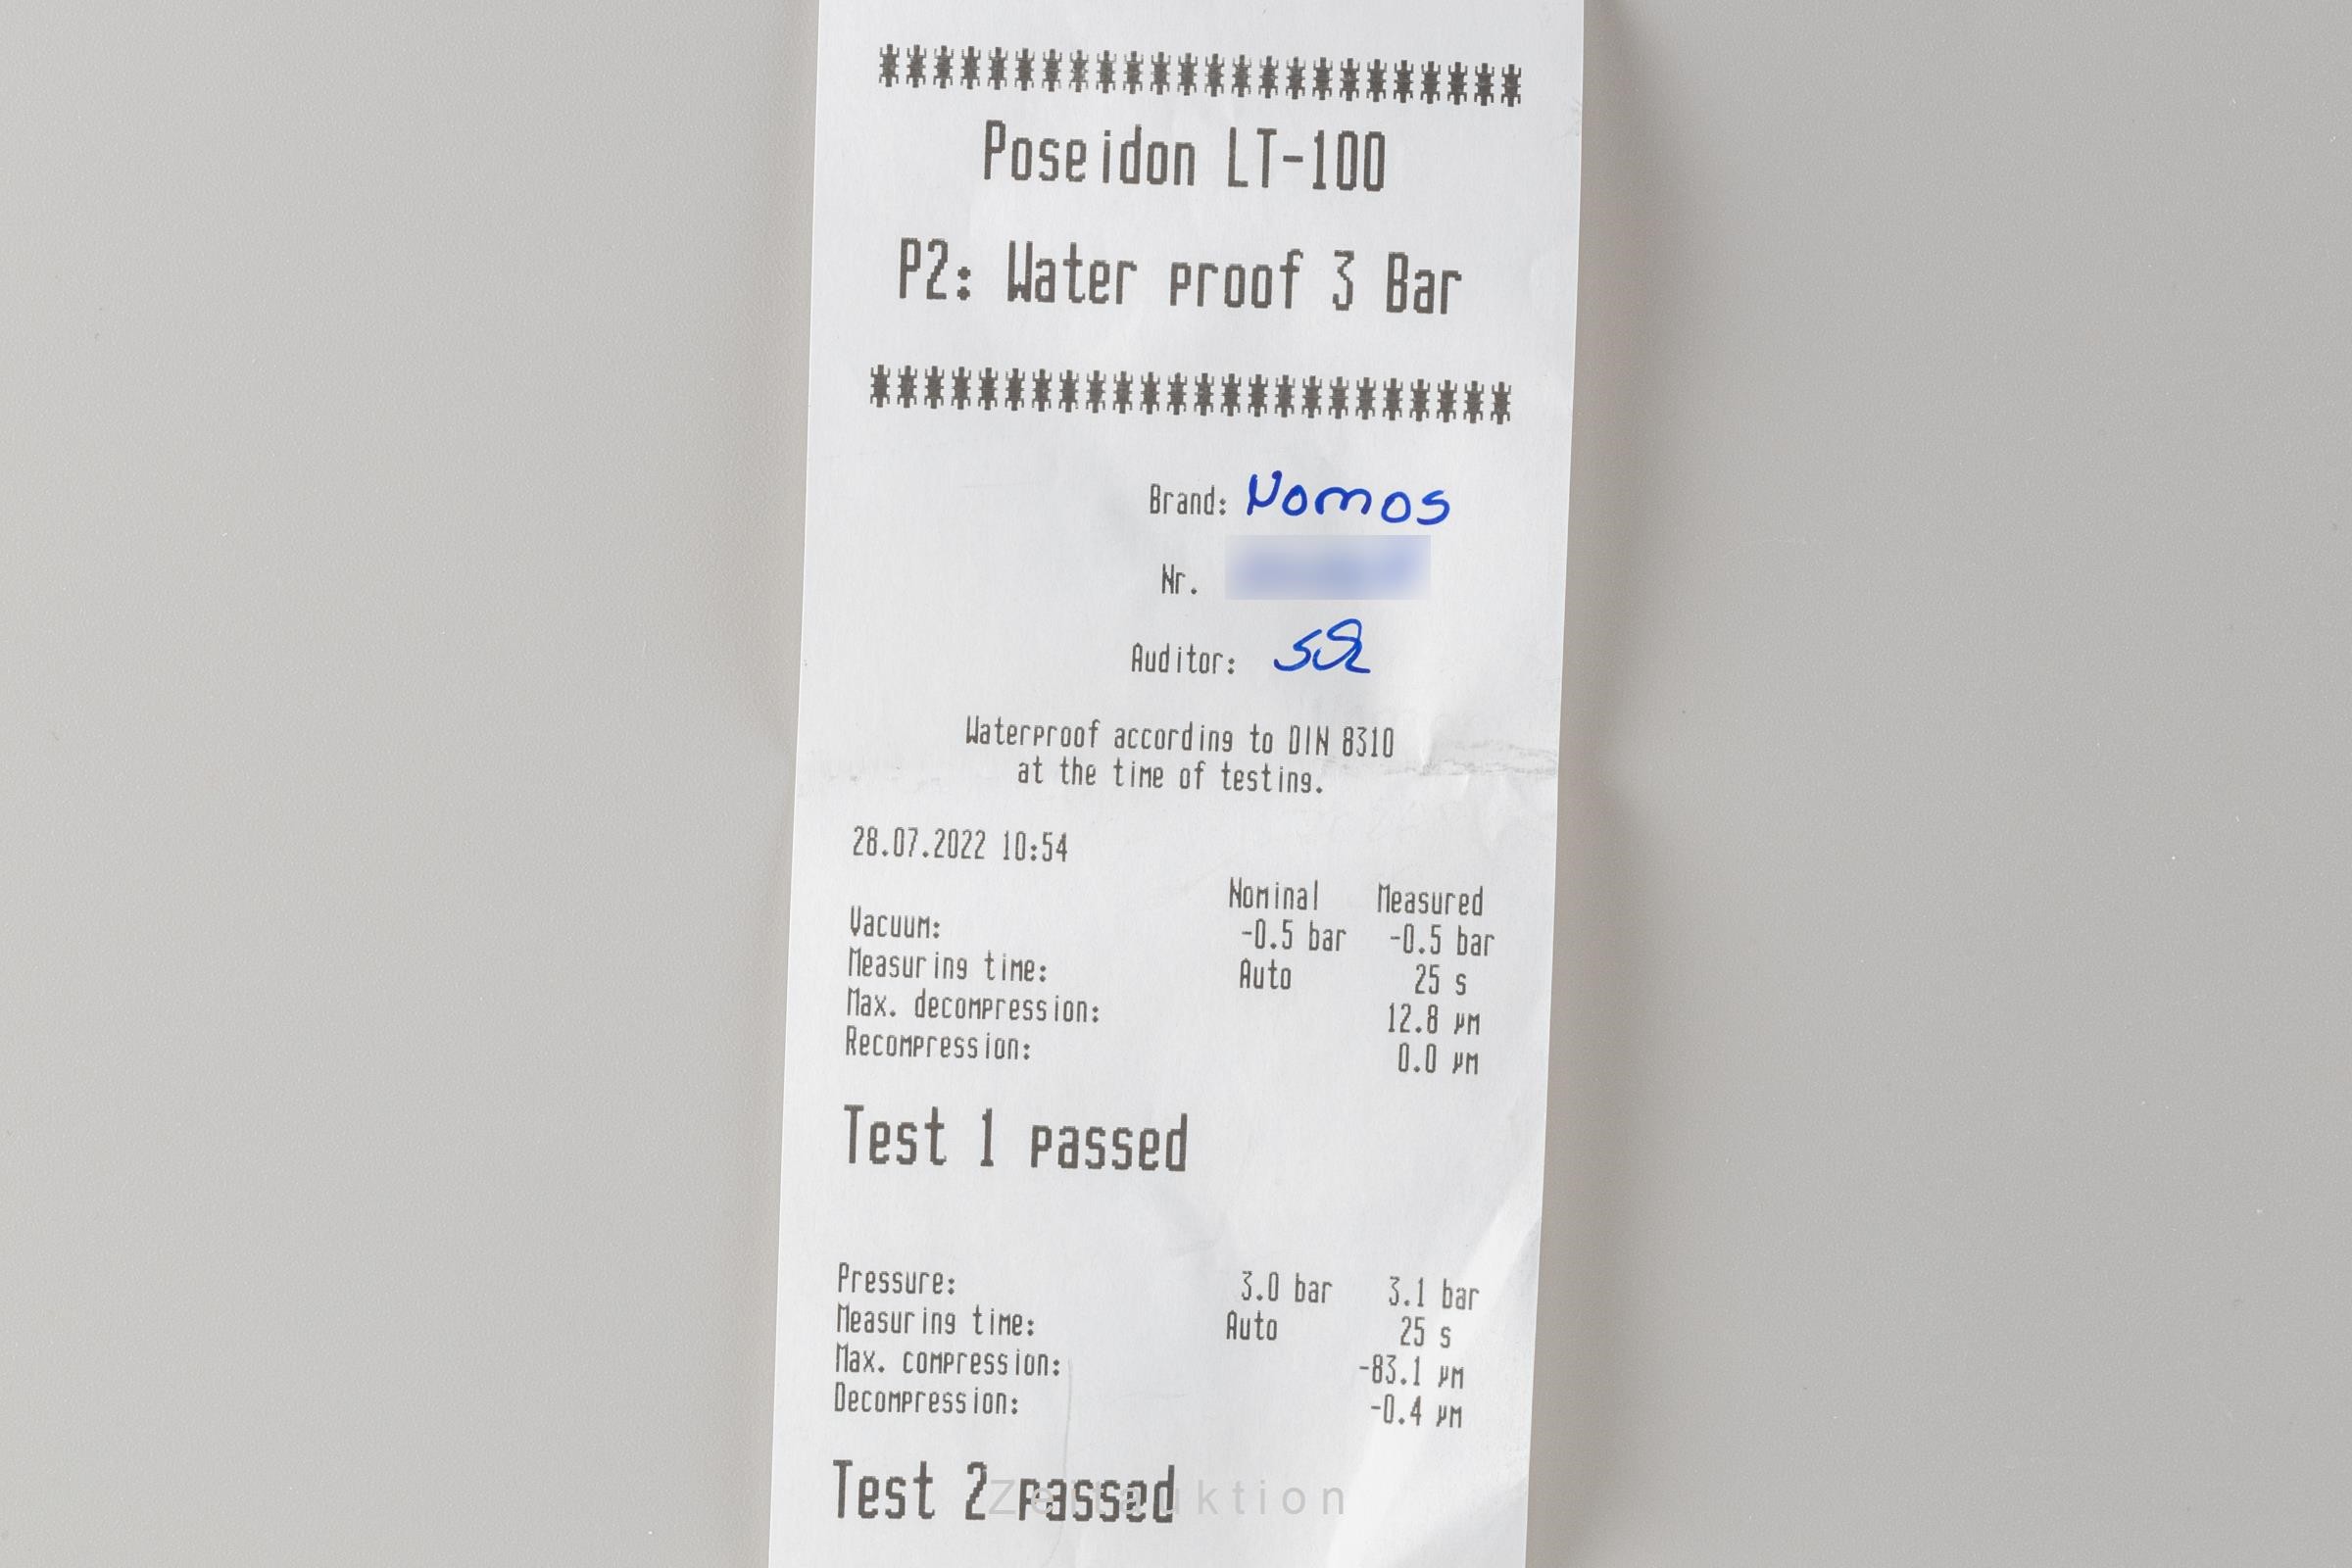 ************************
Poseidon LT-100
P2: Water proof 3 Bar
************************
Brand: Nomos
Nr.
Auditor:
Waterproof according to DIN 8310
at the time of testing.
28.07.2022 10:54
Nominal Measured
Vacuum: -0.5 bar -0.5 bar
Measuring time: Auto 25 s
Max. decompression: 12.8 µm
Recompression: 0.0 µm
Test 1 passed
Pressure: 3.0 bar 3.1 bar
Measuring time: Auto 25 s
Max. compression: -83.1 µm
Decompression: -0.4 µm
Test 2 passed
Zeitauktion